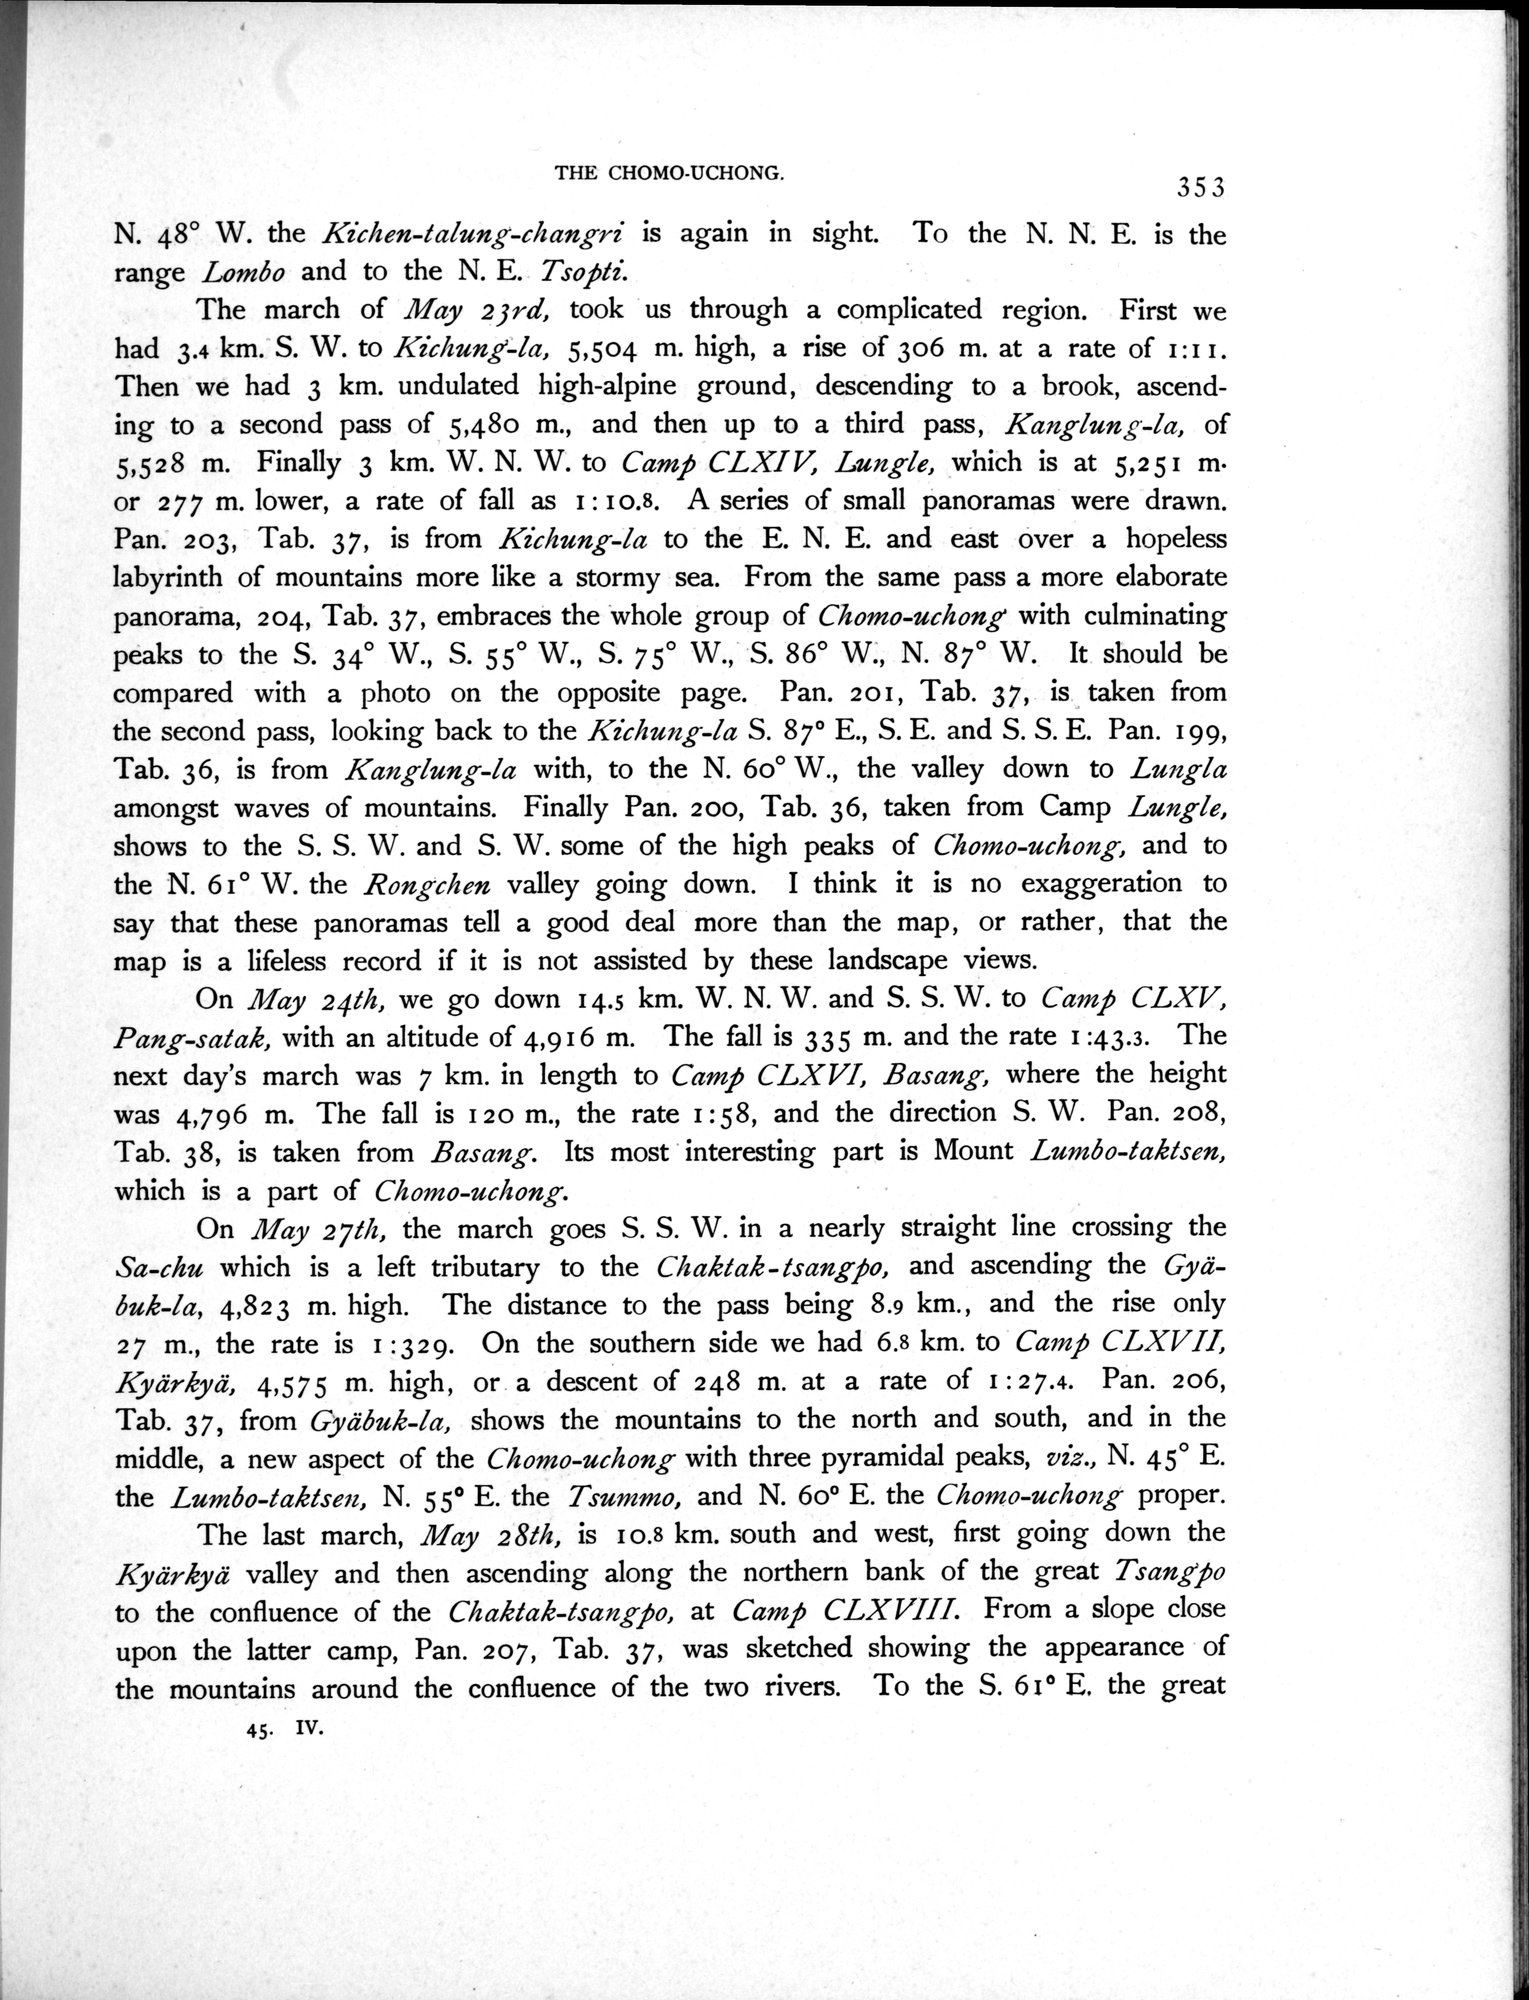 THE CHOMO-UCHONG.
353
N. 48° W. the Kichen-talung-changri is again in sight. To the N. N. E. is the
range Lombo and to the N. E. Tsopti.
The march of May 23rd, took us through a complicated region. First we
had 3.4 km. S. W. to Kichung-la, 5,504 m. high, a rise of 306 m. at a rate of 1:11.
Then we had 3 km. undulated high-alpine ground, descending to a brook, ascend-
ing to a second pass of 5,480 m., and then up to a third pass, Kanglung-la, of
5,528 m. Finally 3 km. W. N. W. to Camp CLXIV, Lungle, which is at 5,251 m.
or 277 m. lower, a rate of fall as 1:10.8. A series of small panoramas were drawn.
Pan. 203, Tab. 37, is from Kichung-la to the E. N. E. and east over a hopeless
labyrinth of mountains more like a stormy sea. From the same pass a more elaborate
panorama, 204, Tab. 37, embraces the whole group of Chomo-uchong with culminating
peaks to the S. 34° W., S. 55° W., S. 75° W., S. 86° W., N. 87° W. It should be
compared with a photo on the opposite page. Pan. 201, Tab. 37, is taken from
the second pass, looking back to the Kichung-la S. 87° E., S. E. and S. S. E. Pan. 199,
Tab. 36, is from Kanglung-la with, to the N. 60° W., the valley down to Lungla
amongst waves of mountains. Finally Pan. 200, Tab. 36, taken from Camp Lungle,
shows to the S. S. W. and S. W. some of the high peaks of Chomo-uchong, and to
the N. 61° W. the Rongchen valley going down. I think it is no exaggeration to
say that these panoramas tell a good deal more than the map, or rather, that the
map is a lifeless record if it is not assisted by these landscape views.
On May 24th, we go down 14.5 km. W. N. W. and S. S. W. to Camp CLXV,
Pang-satak, with an altitude of 4,916 m. The fall is 335 m. and the rate 1:43.3. The
next day's march was 7 km. in length to Camp CLXVI, Basang, where the height
was 4,796 m. The fall is 120 m., the rate 1:58, and the direction S. W. Pan. 208,
Tab. 38, is taken from Basang. Its most interesting part is Mount Lumbo-taktsen,
which is a part of Chomo-uchong.
On May 27th, the march goes S. S. W. in a nearly straight line crossing the
Sa-chu which is a left tributary to the Chaktak-tsangpo, and ascending the Gyä-
buk-la, 4,823 m. high. The distance to the pass being 8.9 km., and the rise only
27 m., the rate is 1:329. On the southern side we had 6.8 km. to Camp CLXVII,
Kyärkyä, 4,575 m. high, or a descent of 248 m. at a rate of 1:27.4. Pan. 206,
Tab. 37, from Gyäbuk-la, shows the mountains to the north and south, and in the
middle, a new aspect of the Chomo-uchong with three pyramidal peaks, viz., N. 45° E.
the Lumbo-taktsen, N. 55° E. the Tsummo, and N. 60° E. the Chomo-uchong proper.
The last march, May 28th, is 10.8 km. south and west, first going down the
Kyärkyä valley and then ascending along the northern bank of the great Tsangpo
to the confluence of the Chaktak-tsangpo, at Camp CLXVIII. From a slope close
upon the latter camp, Pan. 207, Tab. 37, was sketched showing the appearance of
the mountains around the confluence of the two rivers. To the S. 61° E. the great
45. IV.